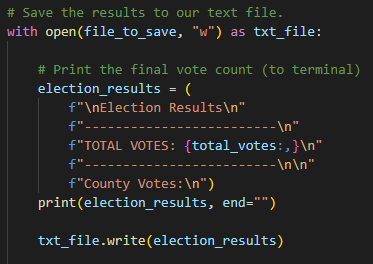 # Save the results to our text file.
with open(file_to_save, "w") as txt_file:
# Print the final vote count (to terminal)
election_results = (
f"\nElection Results\n"
f"-------------------------\n"
f"TOTAL VOTES: {total_votes:,}\n"
f"-------------------------\n\n"
f"County Votes:\n")
print(election_results, end="")
txt_file.write(election_results)